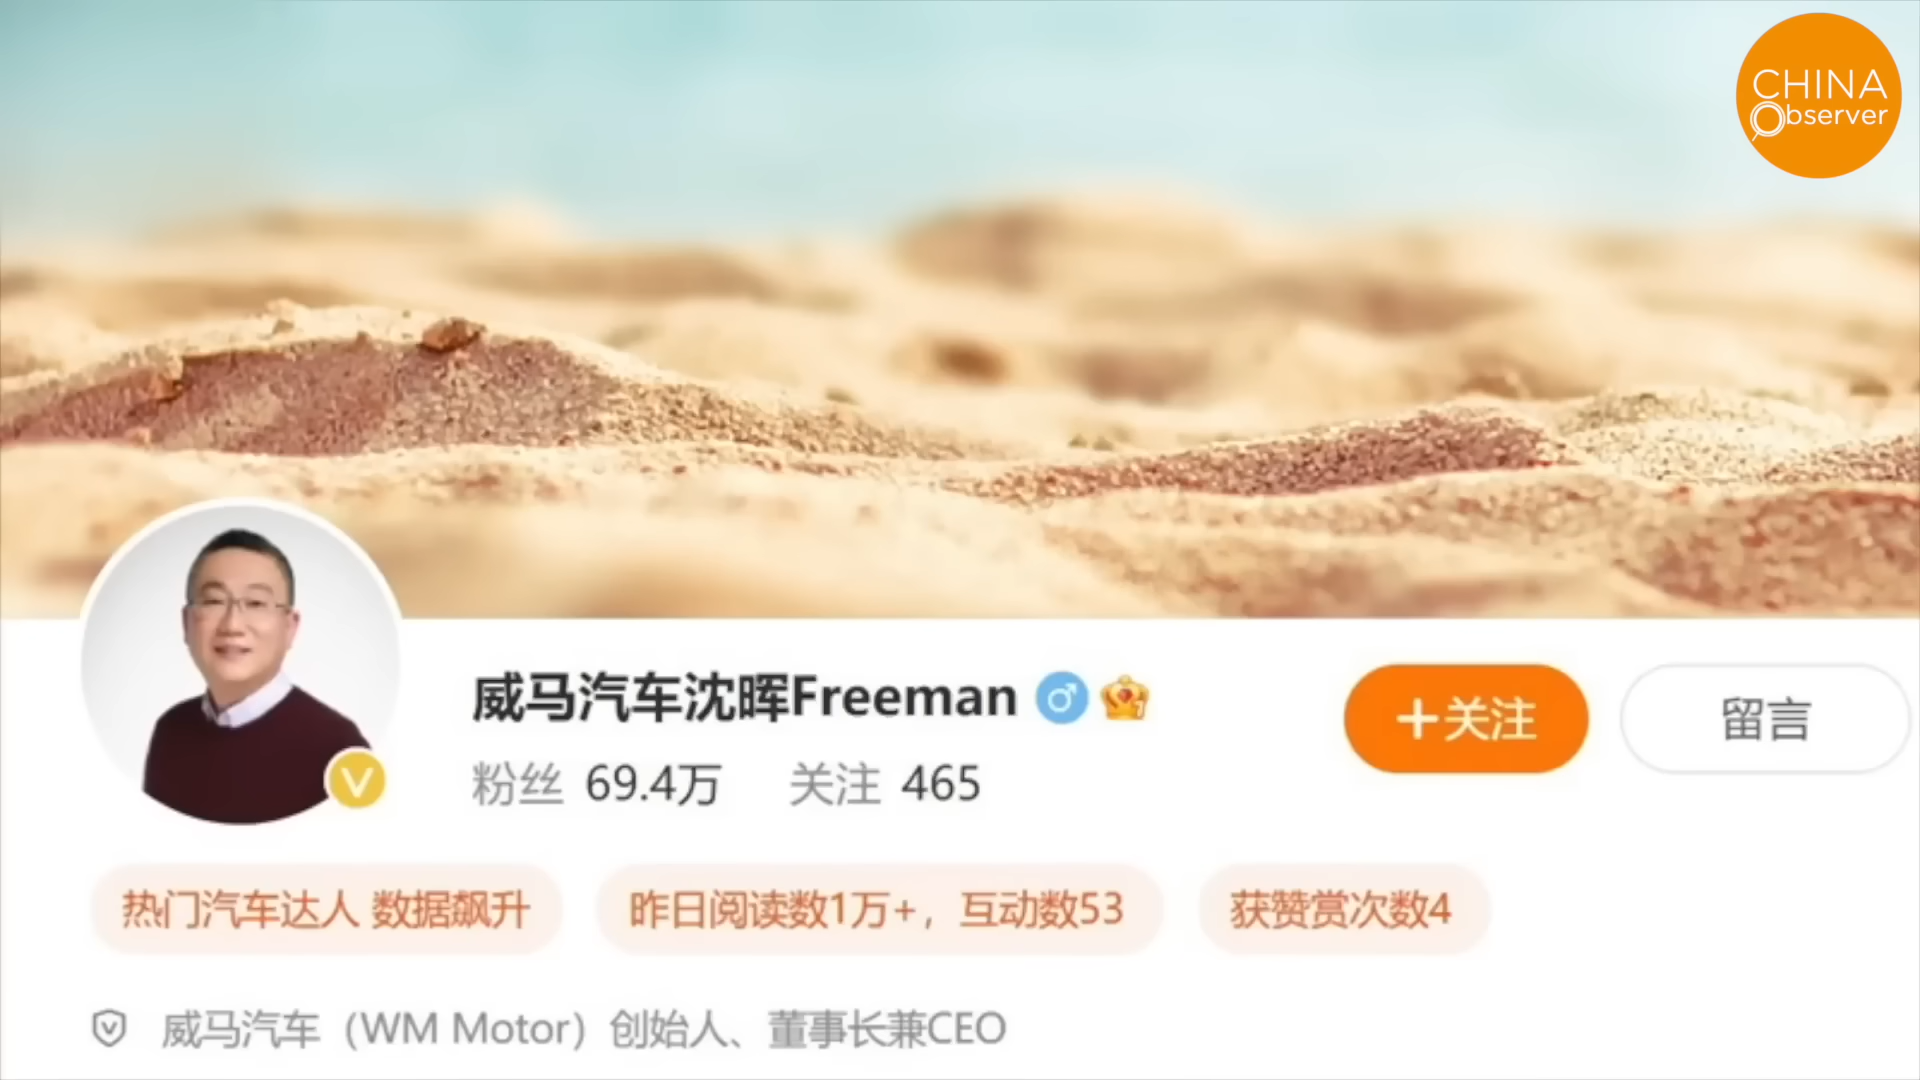 CHINA
Observer
威马汽车沈晖Freeman
粉丝 69.4万 关注 465
+关注
留言
热门汽车达人 数据飙升
昨日阅读数1万+，互动数53
获赞赏次数4
威马汽车（WM Motor）创始人、董事长兼CEO